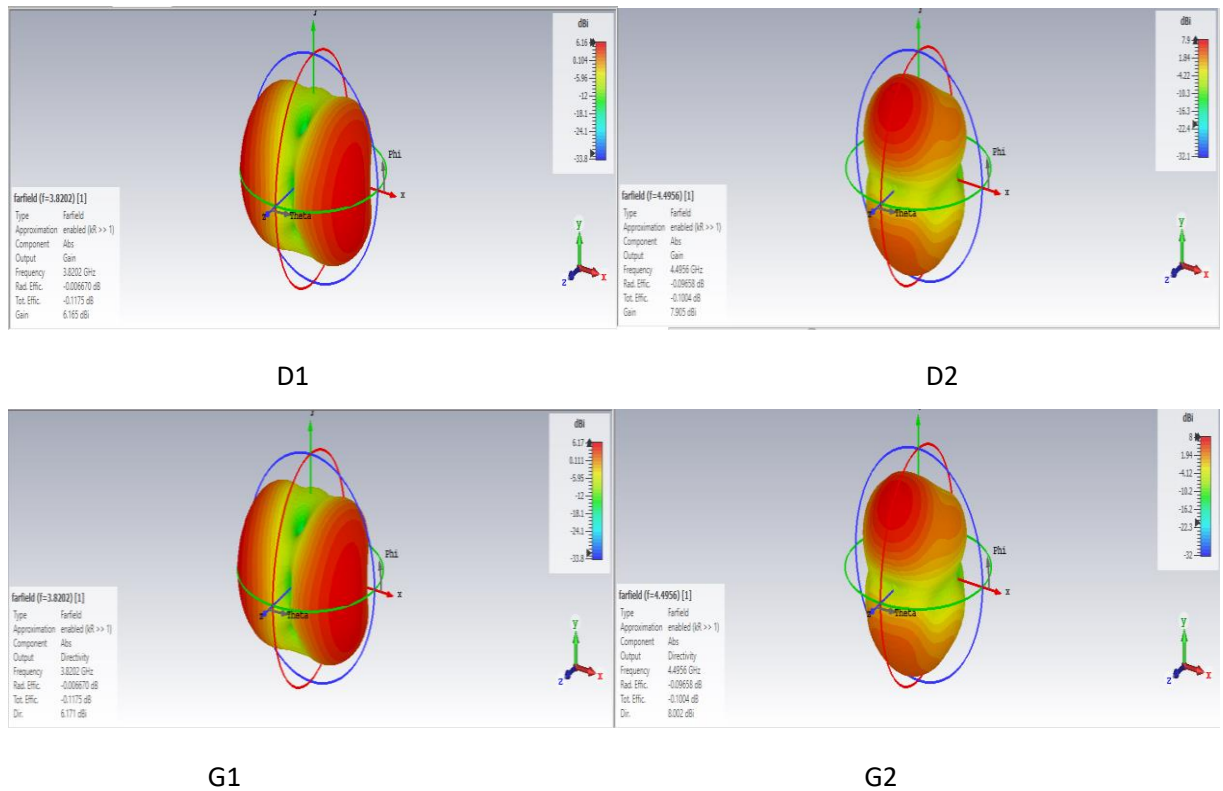 dBi
6.16
0.104
-5.96
-12
-18.1
-24.1
-33.8
Phi
x
Theta
y
x
z
farfield (f=3.8202) [1]
Type Farfield
Approximation enabled (kR >> 1)
Component Abs
Output Gain
Frequency 3.8202 GHz
Rad. Effic. -0.006670 dB
Tot. Effic. -0.1175 dB
Gain 6.165 dBi
dBi
7.9
1.84
-4.22
-10.3
-16.3
-22.4
-32.1
Phi
x
Theta
y
x
z
farfield (f=4.4956) [1]
Type Farfield
Approximation enabled (kR >> 1)
Component Abs
Output Gain
Frequency 4.4956 GHz
Rad. Effic. -0.09658 dB
Tot. Effic. -0.1004 dB
Gain 7.905 dBi
D1 D2
dBi
6.17
0.111
-5.95
-12
-18.1
-24.1
-33.8
Phi
x
Theta
y
x
z
farfield (f=3.8202) [1]
Type Farfield
Approximation enabled (kR >> 1)
Component Abs
Output Directivity
Frequency 3.8202 GHz
Rad. Effic. -0.006670 dB
Tot. Effic. -0.1175 dB
Dir. 6.171 dBi
dBi
8
1.94
-4.12
-10.2
-16.2
-22.3
-32
Phi
x
Theta
y
x
z
farfield (f=4.4956) [1]
Type Farfield
Approximation enabled (kR >> 1)
Component Abs
Output Directivity
Frequency 4.4956 GHz
Rad. Effic. -0.09658 dB
Tot. Effic. -0.1004 dB
Dir. 8.002 dBi
G1 G2